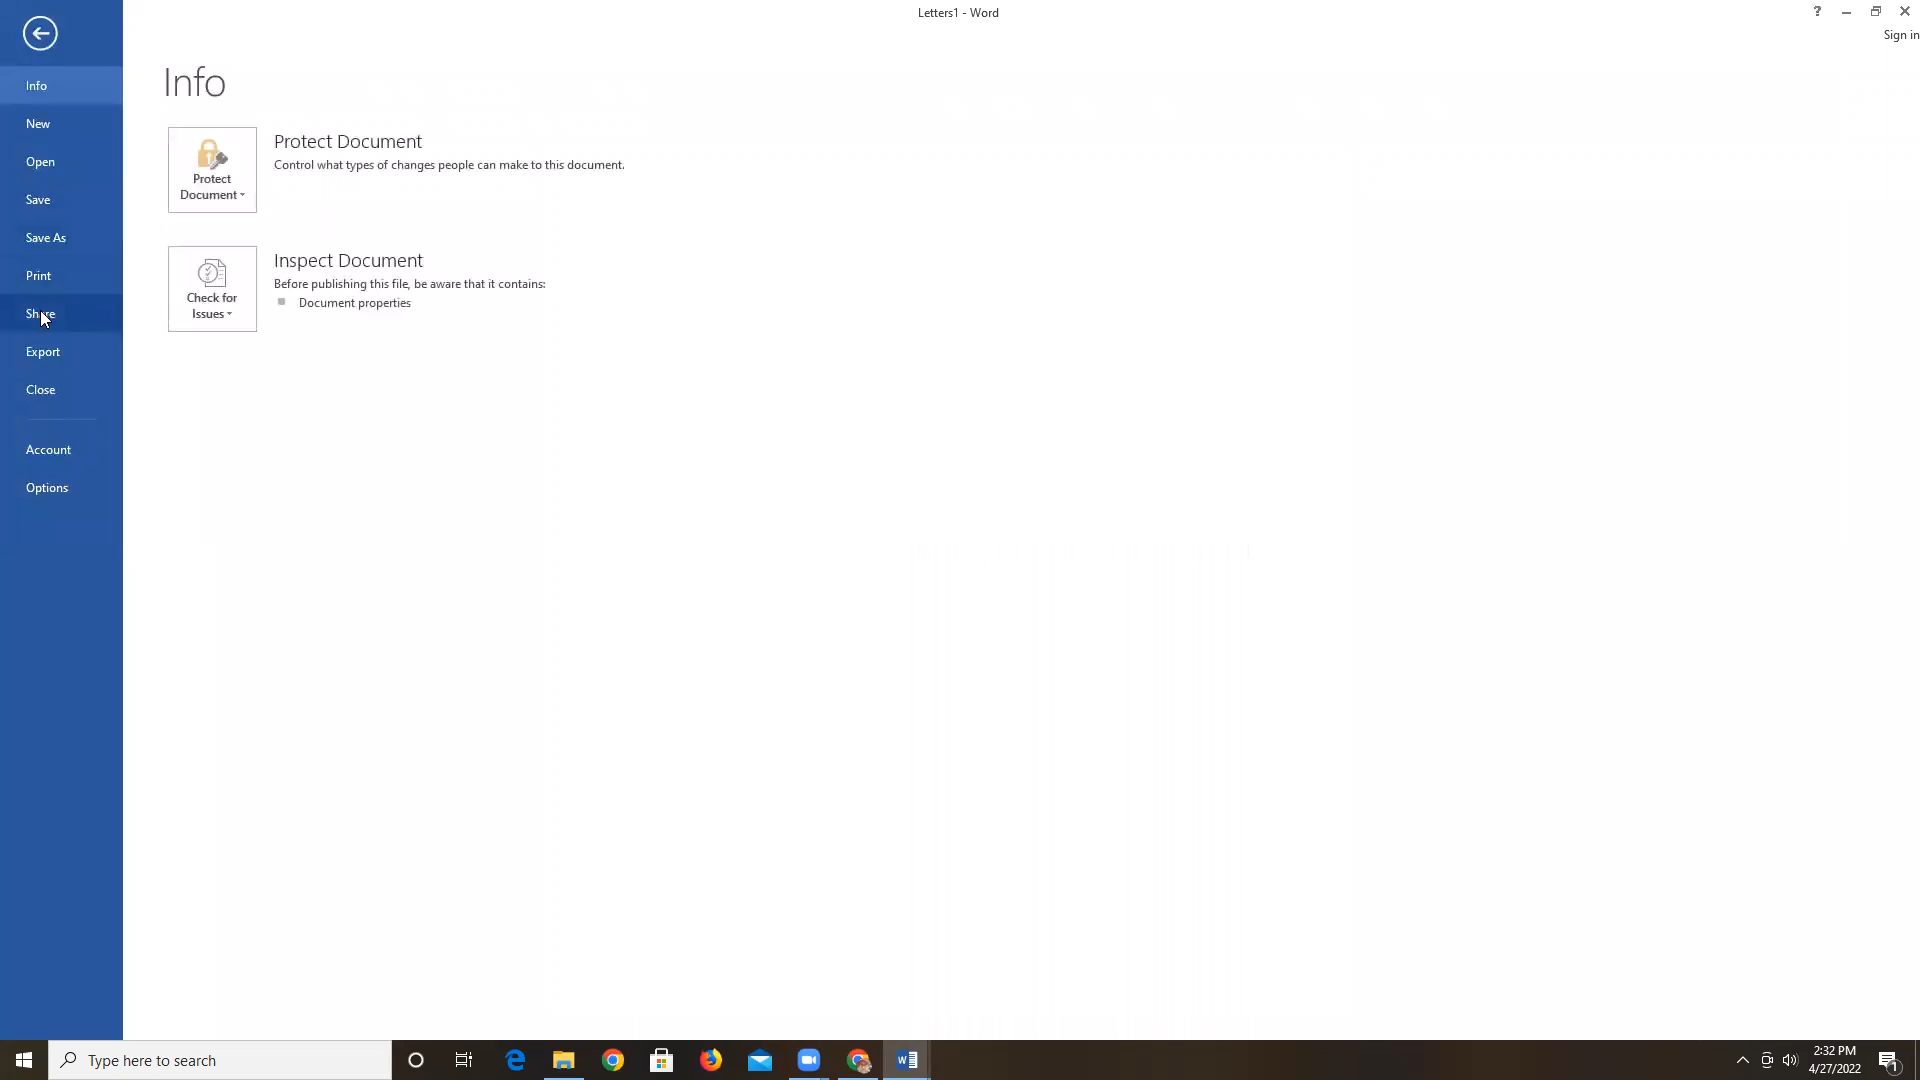 Letters1 - Word
Sign in
Info
New
Open
Save
Save As
Print
Share
Export
Close
Account
Options
Info
Protect Document
Protect Document
Control what types of changes people can make to this document.
Check for Issues
Inspect Document
Before publishing this file, be aware that it contains:
Document properties
Type here to search
2:32 PM
4/27/2022
1